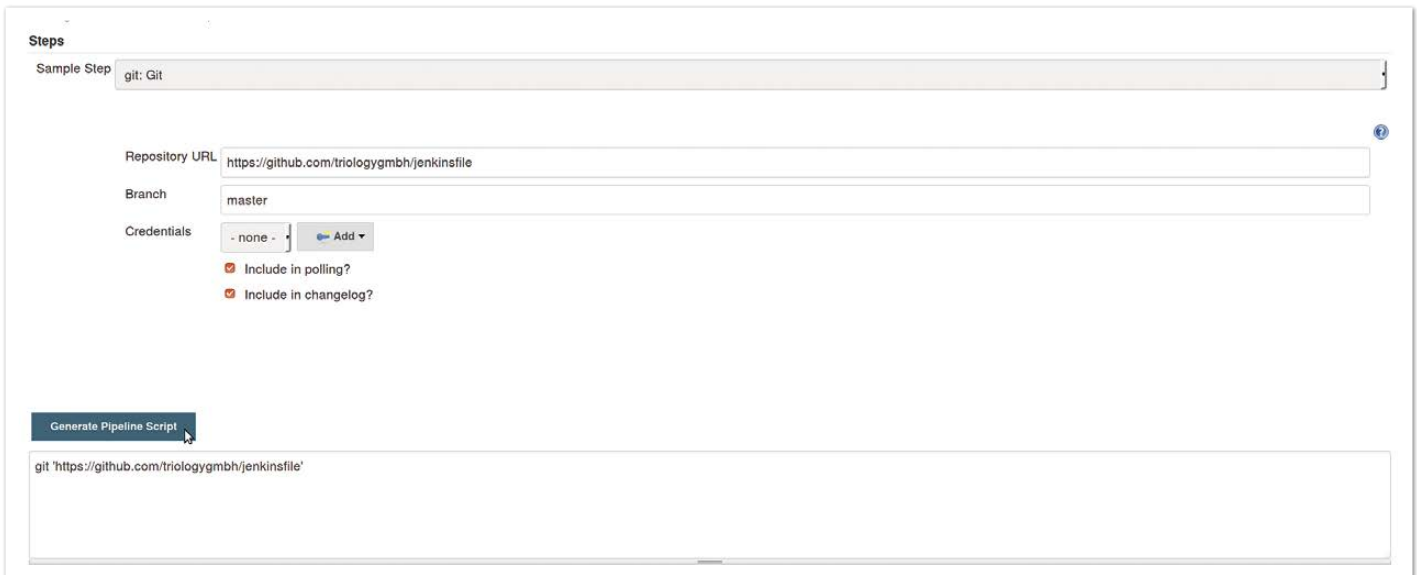 Steps
Sample Step
git: Git
Repository URL
https://github.com/triologygmbh/jenkinsfile
Branch
master
Credentials
- none -
Add
Include in polling?
Include in changelog?
Generate Pipeline Script
git 'https://github.com/triologygmbh/jenkinsfile'